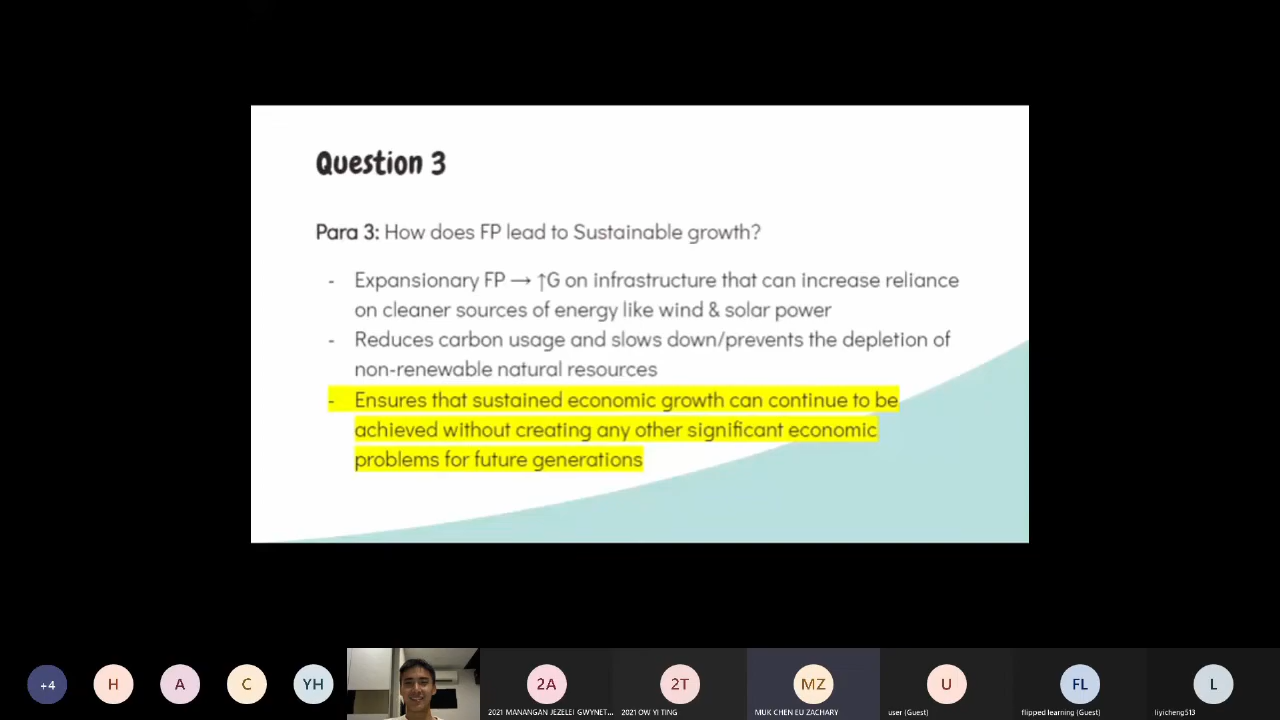 Question 3
Para 3: How does FP lead to Sustainable growth?
- Expansionary FP → ↑G on infrastructure that can increase reliance
on cleaner sources of energy like wind & solar power
- Reduces carbon usage and slows down/prevents the depletion of
non-renewable natural resources
- Ensures that sustained economic growth can continue to be
achieved without creating any other significant economic
problems for future generations
+4 H A C YH 2A 2T MZ U FL L
2021 MANANGAN JEZELEI GWYNET... 2021 OW YI TING MUK CHEN EU ZACHARY user (Guest) flipped learning (Guest) liyicheng513